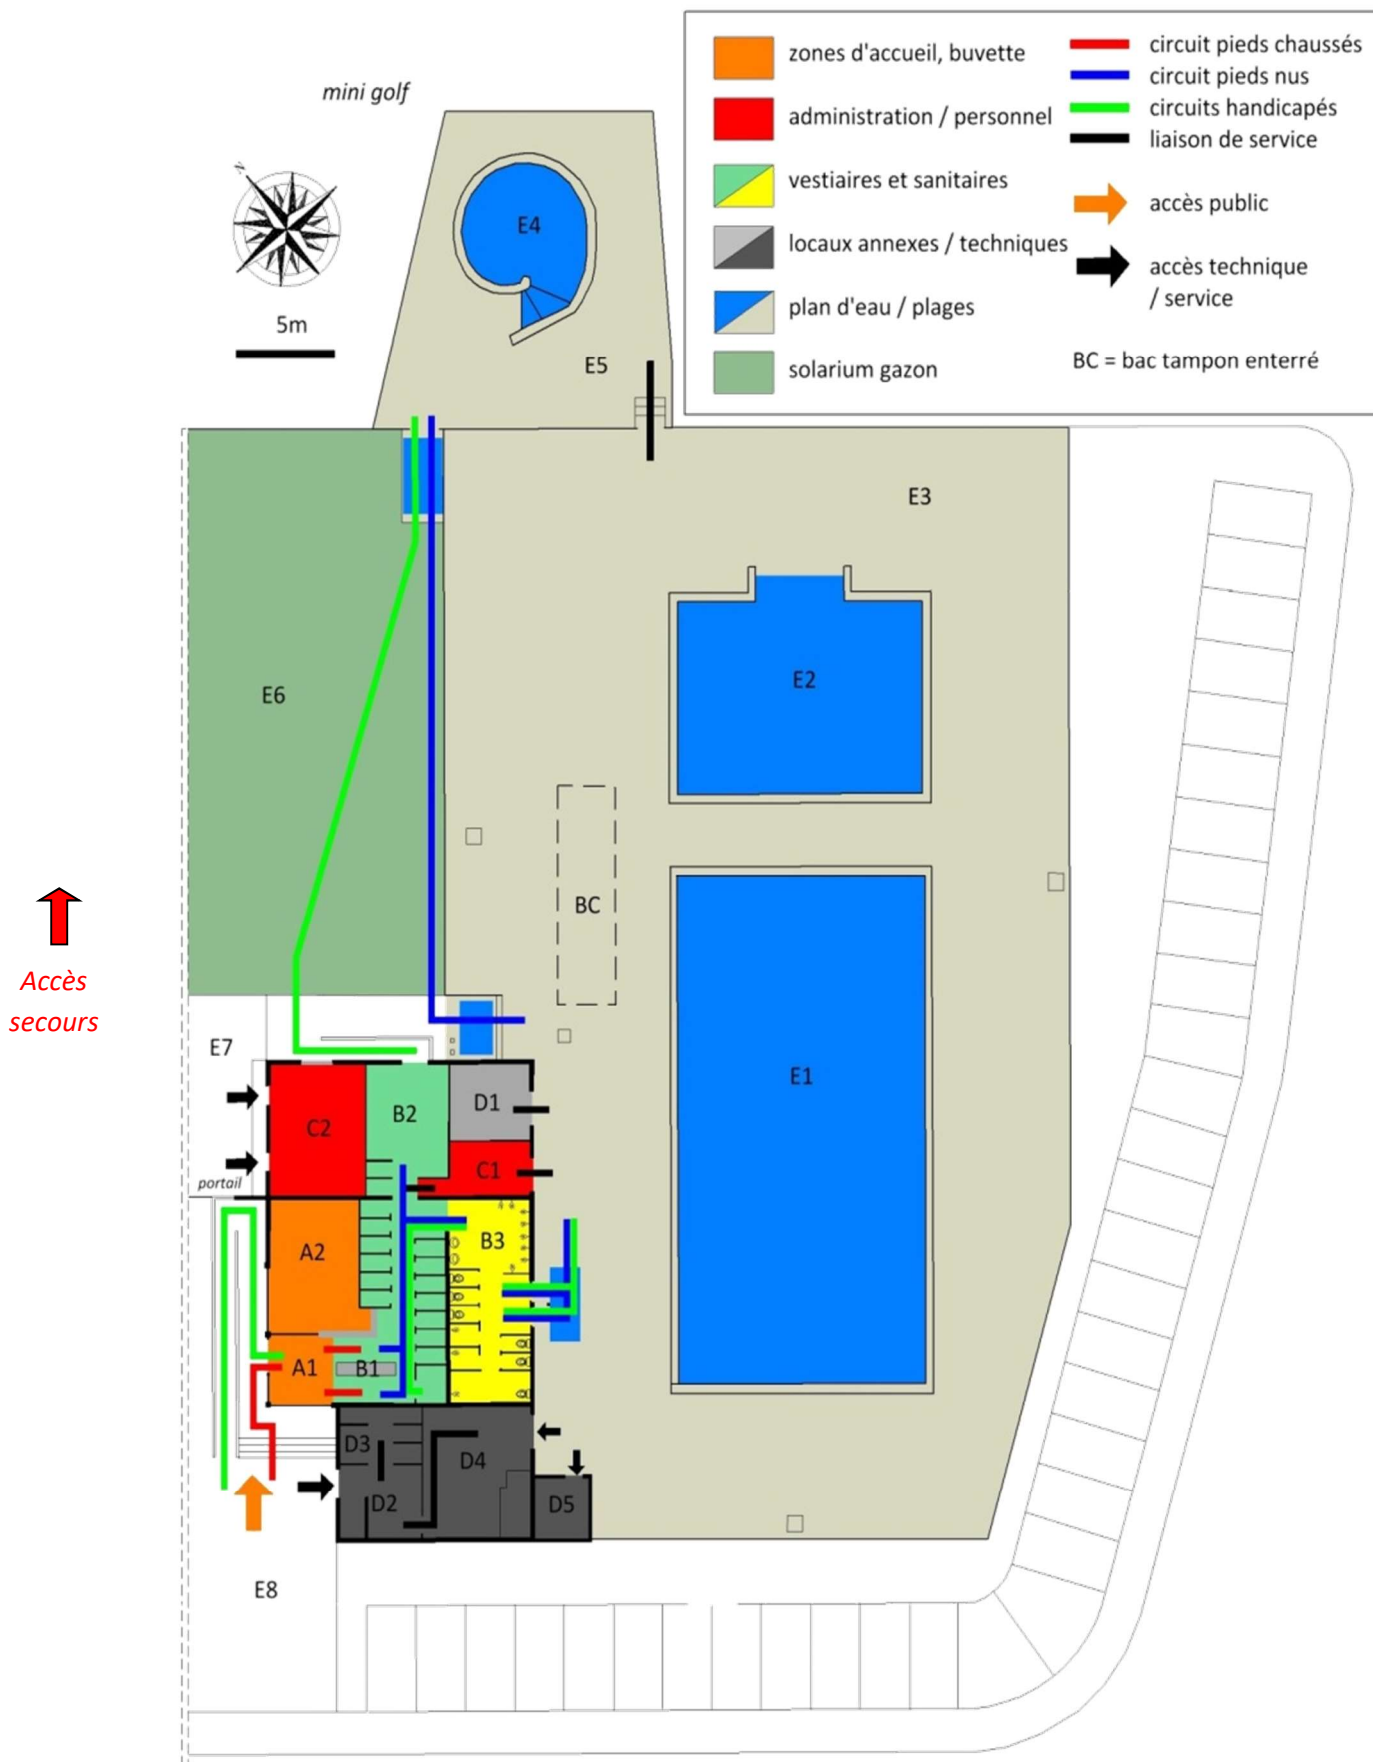 mini golf
N
5m
zones d'accueil, buvette
administration / personnel
vestiaires et sanitaires
locaux annexes / techniques
plan d'eau / plages
solarium gazon
circuit pieds chaussés
circuit pieds nus
circuits handicapés
liaison de service
accès public
accès technique
/ service
BC = bac tampon enterré
E4
E5
E3
E2
E6
BC
Accès
secours
E7
E1
D1
B2
C2
C1
portail
B3
A2
A1
B1
D3
D4
D2
D5
E8